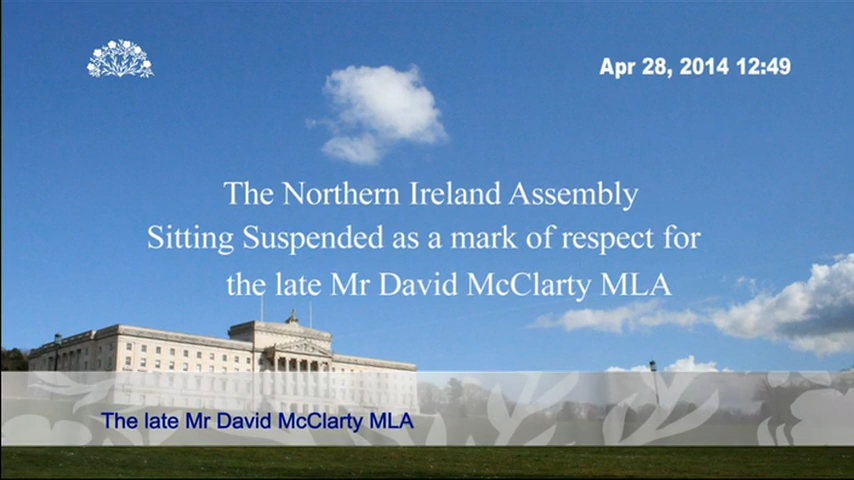 Apr 28, 2014 12:49
The Northern Ireland Assembly
Sitting Suspended as a mark of respect for
the late Mr David McClarty MLA
The late Mr David McClarty MLA